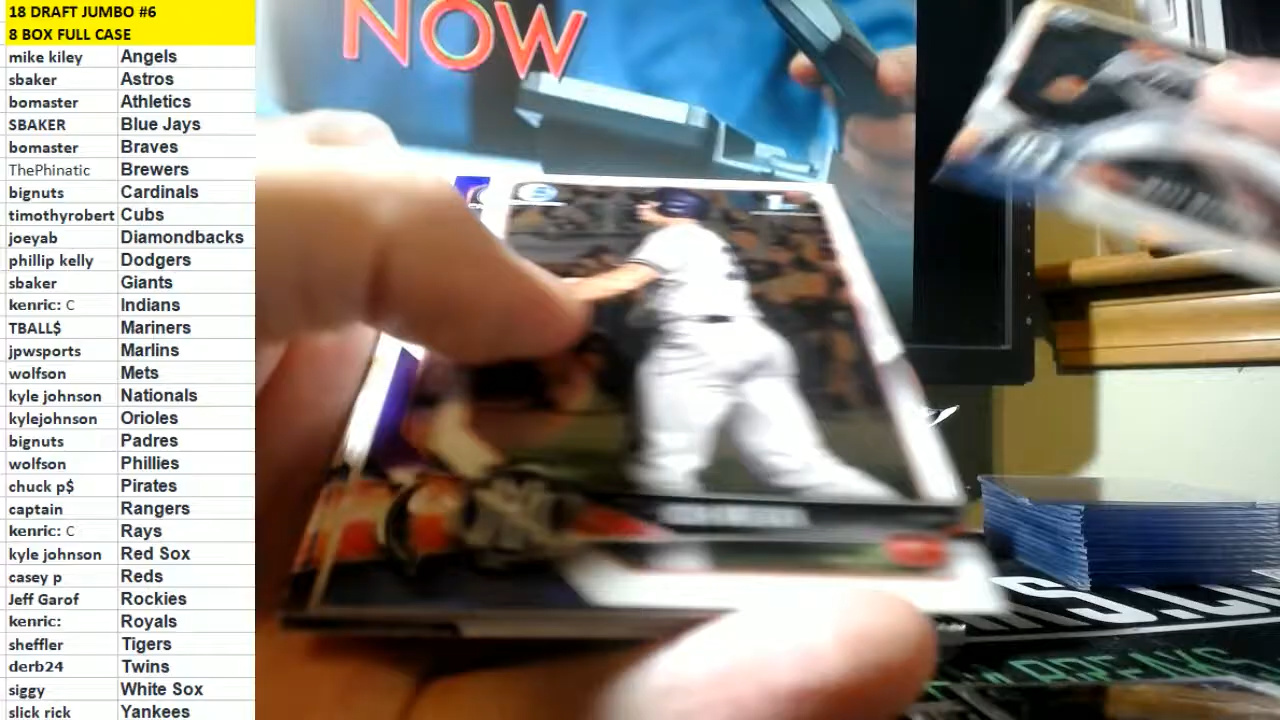 18 DRAFT JUMBO #6
8 BOX FULL CASE
mike kiley Angels
sbaker Astros
bomaster Athletics
SBAKER Blue Jays
bomaster Braves
ThePhinatic Brewers
bignuts Cardinals
timothyrobert Cubs
joeyab Diamondbacks
phillip kelly Dodgers
sbaker Giants
kenric: C Indians
TBALL$ Mariners
jpwsports Marlins
wolfson Mets
kyle johnson Nationals
kylejohnson Orioles
bignuts Padres
wolfson Phillies
chuck p$ Pirates
captain Rangers
kenric: C Rays
kyle johnson Red Sox
casey p Reds
Jeff Garof Rockies
kenric: Royals
sheffler Tigers
derb24 Twins
siggy White Sox
slick rick Yankees
NOW